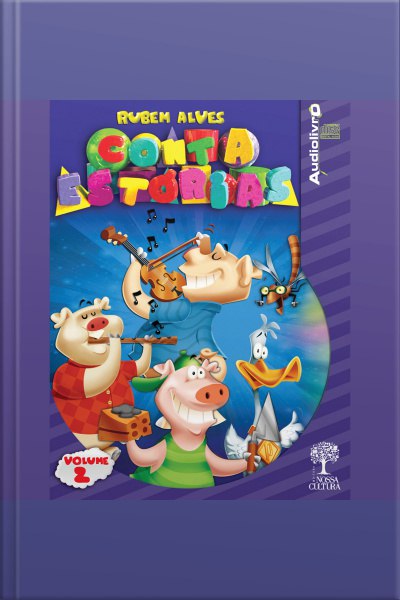 RUBEM ALVES
CONTA
ESTÓRIAS
Audiolivro
VOLUME
2
NOSSA
CULTURA